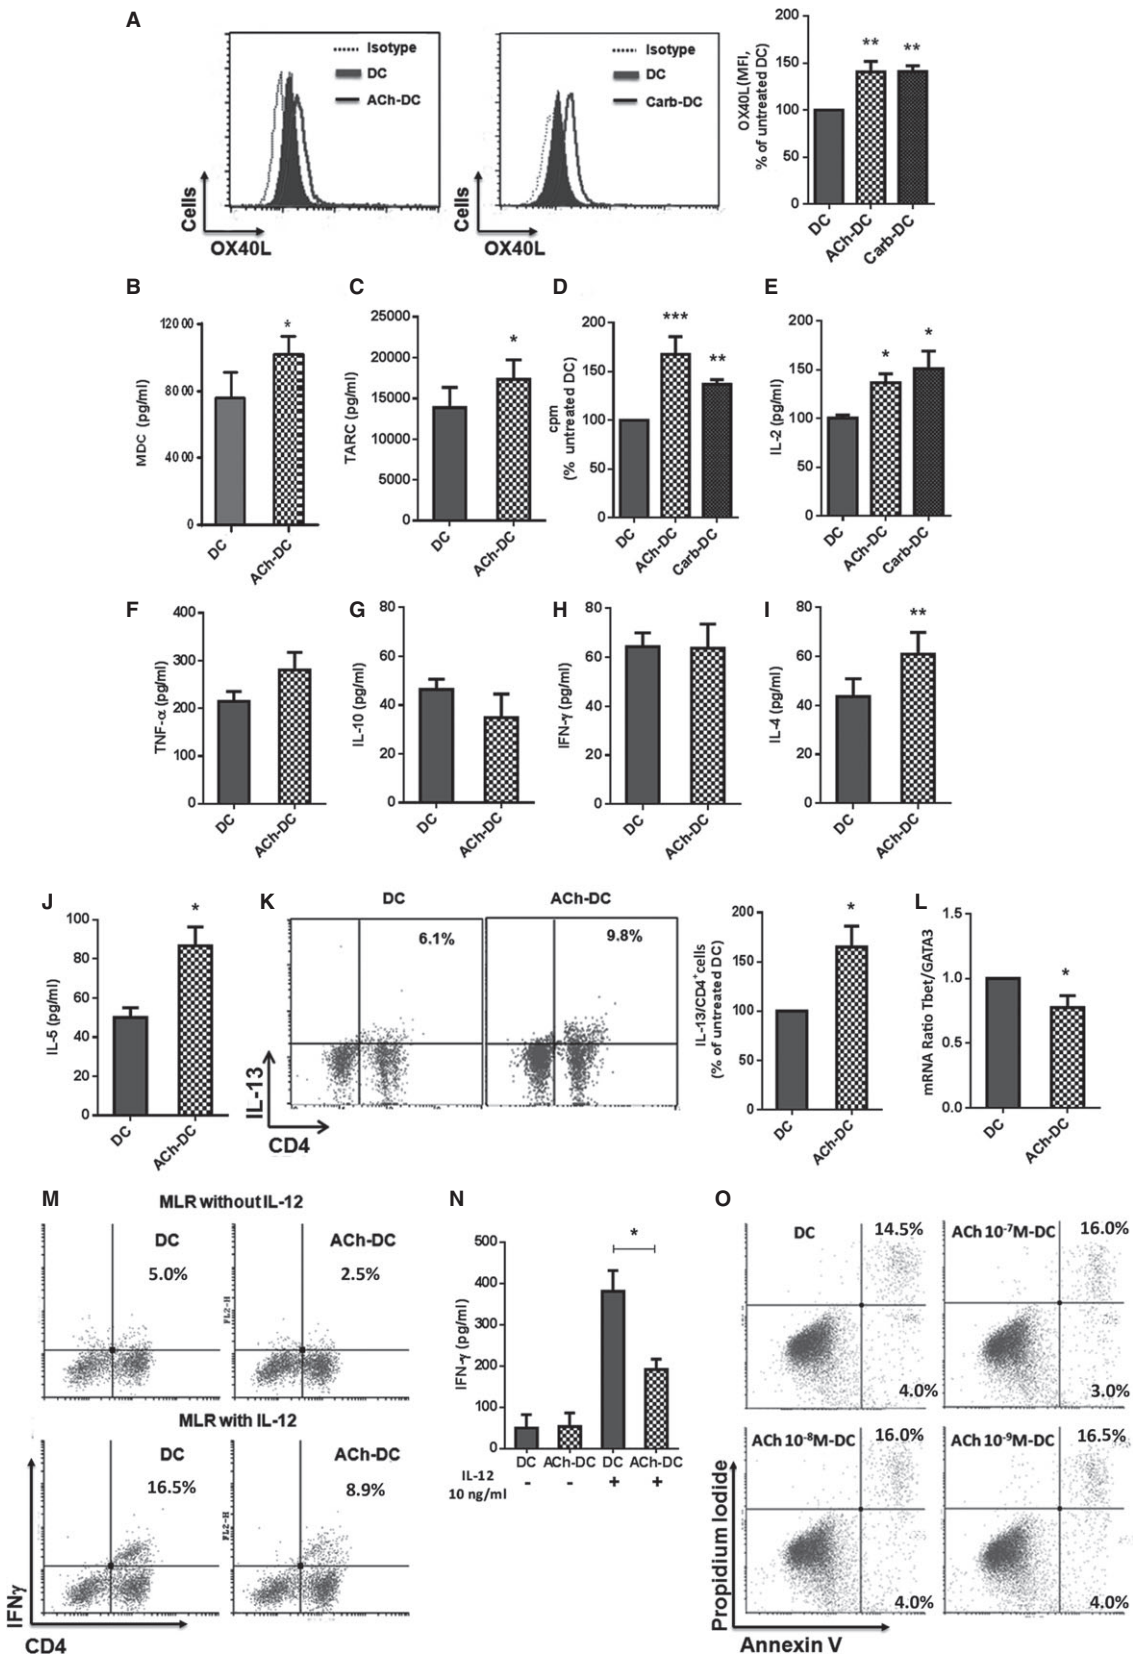 A
Isotype
DC
ACh-DC
Cells
OX40L
Isotype
DC
Carb-DC
Cells
OX40L
OX40L(MFI,
% of untreated DC)
200
150
100
50
0
DC
ACh-DC
Carb-DC
**
**
B
MDC (pg/ml)
120 00
80 00
40 00
0
DC
ACh-DC
*
C
TARC (pg/ml)
25000
20000
15000
10000
5000
0
DC
ACh-DC
*
D
cpm
(% untreated DC)
200
150
100
50
0
DC
ACh-DC
Carb-DC
***
**
E
IL-2 (pg/ml)
200
150
100
50
0
DC
ACh-DC
Carb-DC
*
*
F
TNF-α (pg/ml)
400
300
200
100
0
DC
ACh-DC
G
IL-10 (pg/ml)
80
60
40
20
0
DC
ACh-DC
H
IFN-γ (pg/ml)
80
60
40
20
0
DC
ACh-DC
I
IL-4 (pg/ml)
80
60
40
20
0
DC
ACh-DC
**
J
IL-5 (pg/ml)
100
80
60
40
20
0
DC
ACh-DC
*
K
DC
ACh-DC
6.1%
9.8%
IL-13
CD4
IL-13/CD4+cells
(% of untreated DC)
200
150
100
50
0
DC
ACh-DC
*
L
mRNA Ratio Tbet/GATA3
1.5
1.0
0.5
0.0
DC
ACh-DC
*
M
MLR without IL-12
DC
5.0%
ACh-DC
2.5%
FL2-H
MLR with IL-12
DC
16.5%
ACh-DC
8.9%
FL2-H
IFNγ
CD4
N
IFN-γ (pg/ml)
500
400
300
200
100
0
*
DC ACh-DC DC ACh-DC
IL-12
10 ng/ml
- - + +
O
DC
14.5%
4.0%
ACh 10-7M-DC
16.0%
3.0%
ACh 10-8M-DC
16.0%
4.0%
ACh 10-9M-DC
16.5%
4.0%
Propidium Iodide
Annexin V